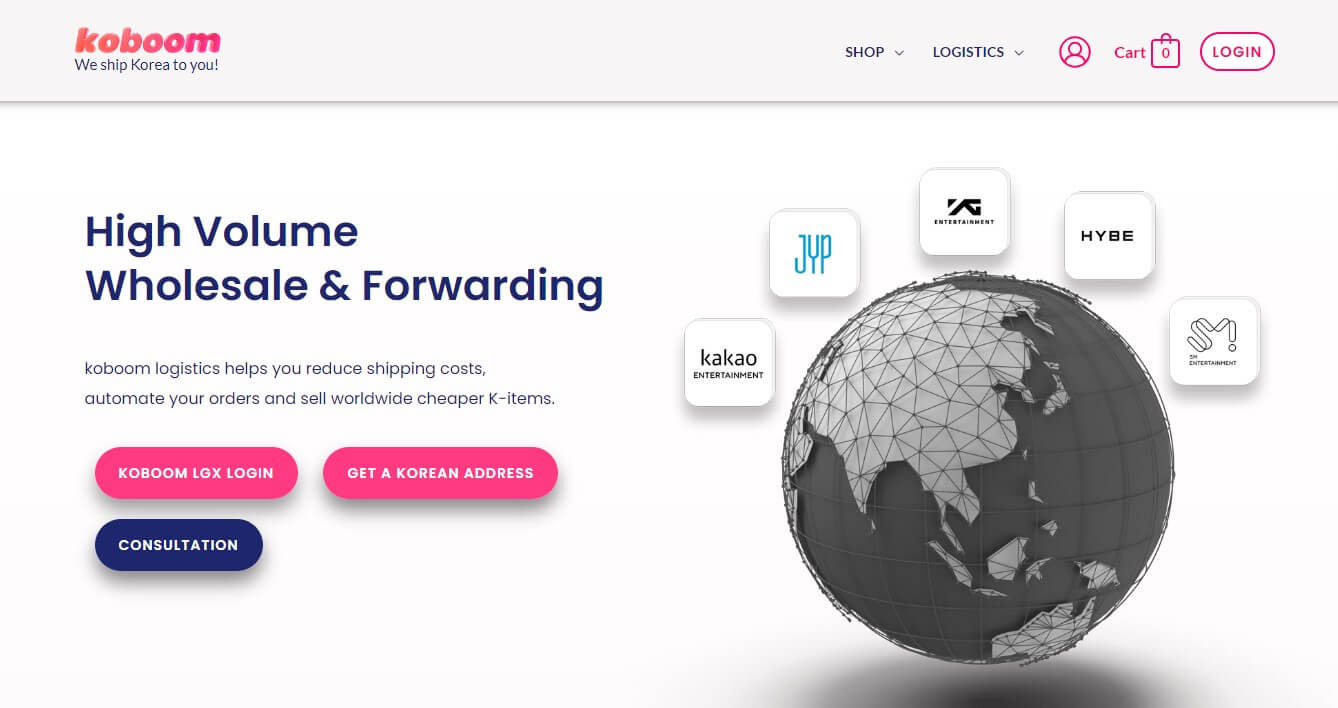 koboom
We ship Korea to you!
SHOP
LOGISTICS
Cart
0
LOGIN
High Volume
Wholesale & Forwarding
koboom logistics helps you reduce shipping costs,
automate your orders and sell worldwide cheaper K-items.
KOBOOM LGX LOGIN
GET A KOREAN ADDRESS
CONSULTATION
kakao
ENTERTAINMENT
JYP
YG
ENTERTAINMENT
HYBE
SM
SM
ENTERTAINMENT